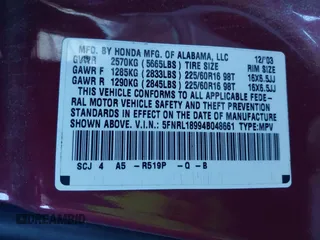 MFG. BY HONDA MFG. OF ALABAMA, LLC 12/03
GVWR 2570KG (5665LBS) TIRE SIZE RIM SIZE
GAWR F 1285KG (2833LBS) 225/60R16 98T 16X6.5JJ
GAWR R 1290KG (2845LBS) 225/60R16 98T 16X6.5JJ
THIS VEHICLE CONFORMS TO ALL APPLICABLE FEDE-
RAL MOTOR VEHICLE SAFETY AND THEFT PREVENTION
STANDARDS IN EFFECT ON THE DATE OF MANUFACTURE
SHOWN ABOVE. V.I.N: 5FNRL18994B048661 TYPE:MPV
SCJ 4 A5 -R519P -Q -B
DREAMBID